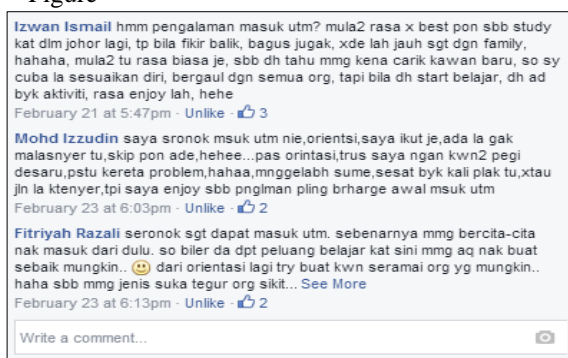 Figure
Izwan Ismail hmm pengalaman masuk utm? mula2 rasa x best pon sbb study
kat dlm johor lagi, tp bila fikir balik, bagus jugak, xde lah jauh sgt dgn family,
hahaha, mula2 tu rasa biasa je, sbb dh tahu mmg kena carik kawan baru, so sy
cuba la sesuaikan diri, bergaul dgn semua org, tapi bila dh start belajar, dh ad
byk aktiviti, rasa enjoy lah, hehe
February 21 at 5:47pm · Unlike · 3
Mohd Izzudin saya sronok msuk utm nie,orientsi,saya ikut je,ada la gak
malasnyer tu,skip pon ade,hehee...pas orintasi,trus saya ngan kwn2 pegi
desaru,pstu kereta problem,hahaa,mnggelabh sume,sesat byk kali plak tu,xtau
jln la ktenyer,tpi saya enjoy sbb pnglman pling brharge awal msuk utm
February 23 at 6:03pm · Unlike · 2
Fitriyah Razali seronok sgt dapat masuk utm. sebenarnya mmg bercita-cita
nak masuk dari dulu. so biler da dpt peluang belajar kat sini mmg aq nak buat
sebaik mungkin.. 🙂 dari orientasi lagi try buat kwn seramai org yg mungkin..
haha sbb mmg jenis suka tegur org sikit... See More
February 23 at 6:13pm · Unlike · 2
Write a comment...